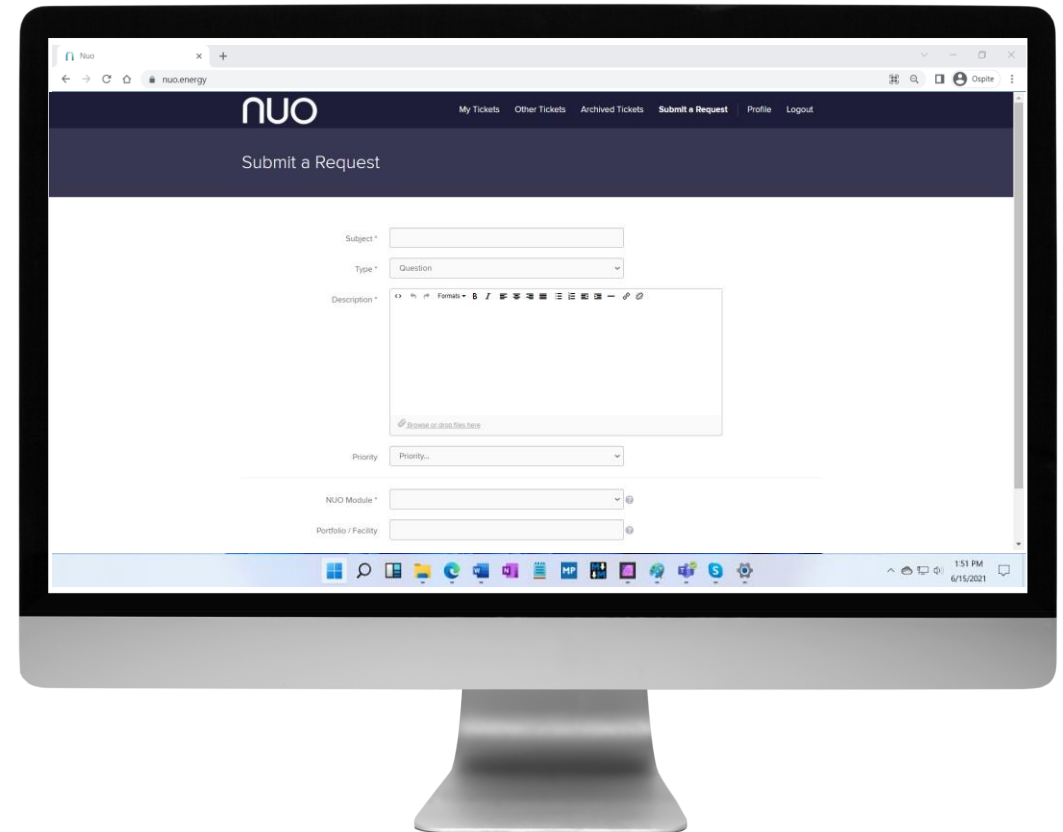 Nuo
nuo.energy
Ospite
nuo
My Tickets Other Tickets Archived Tickets Submit a Request Profile Logout
Submit a Request
Subject *
Type * Question
Description * Formats B I
Browse or drop files here
Priority Priority...
NUO Module *
Portfolio / Facility
W N MP S
1:51 PM
6/15/2021